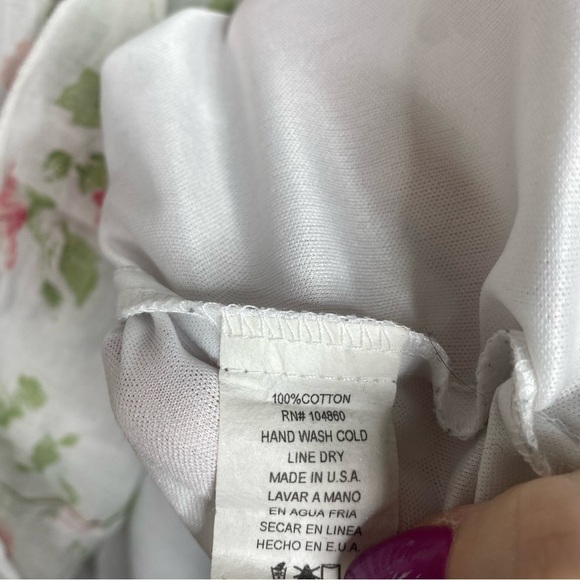 100%COTTON
RN# 104860
HAND WASH COLD
LINE DRY
MADE IN U.S.A.
LAVAR A MANO
EN AGUA FRIA
SECAR EN LINEA
HECHO EN E.U.A.